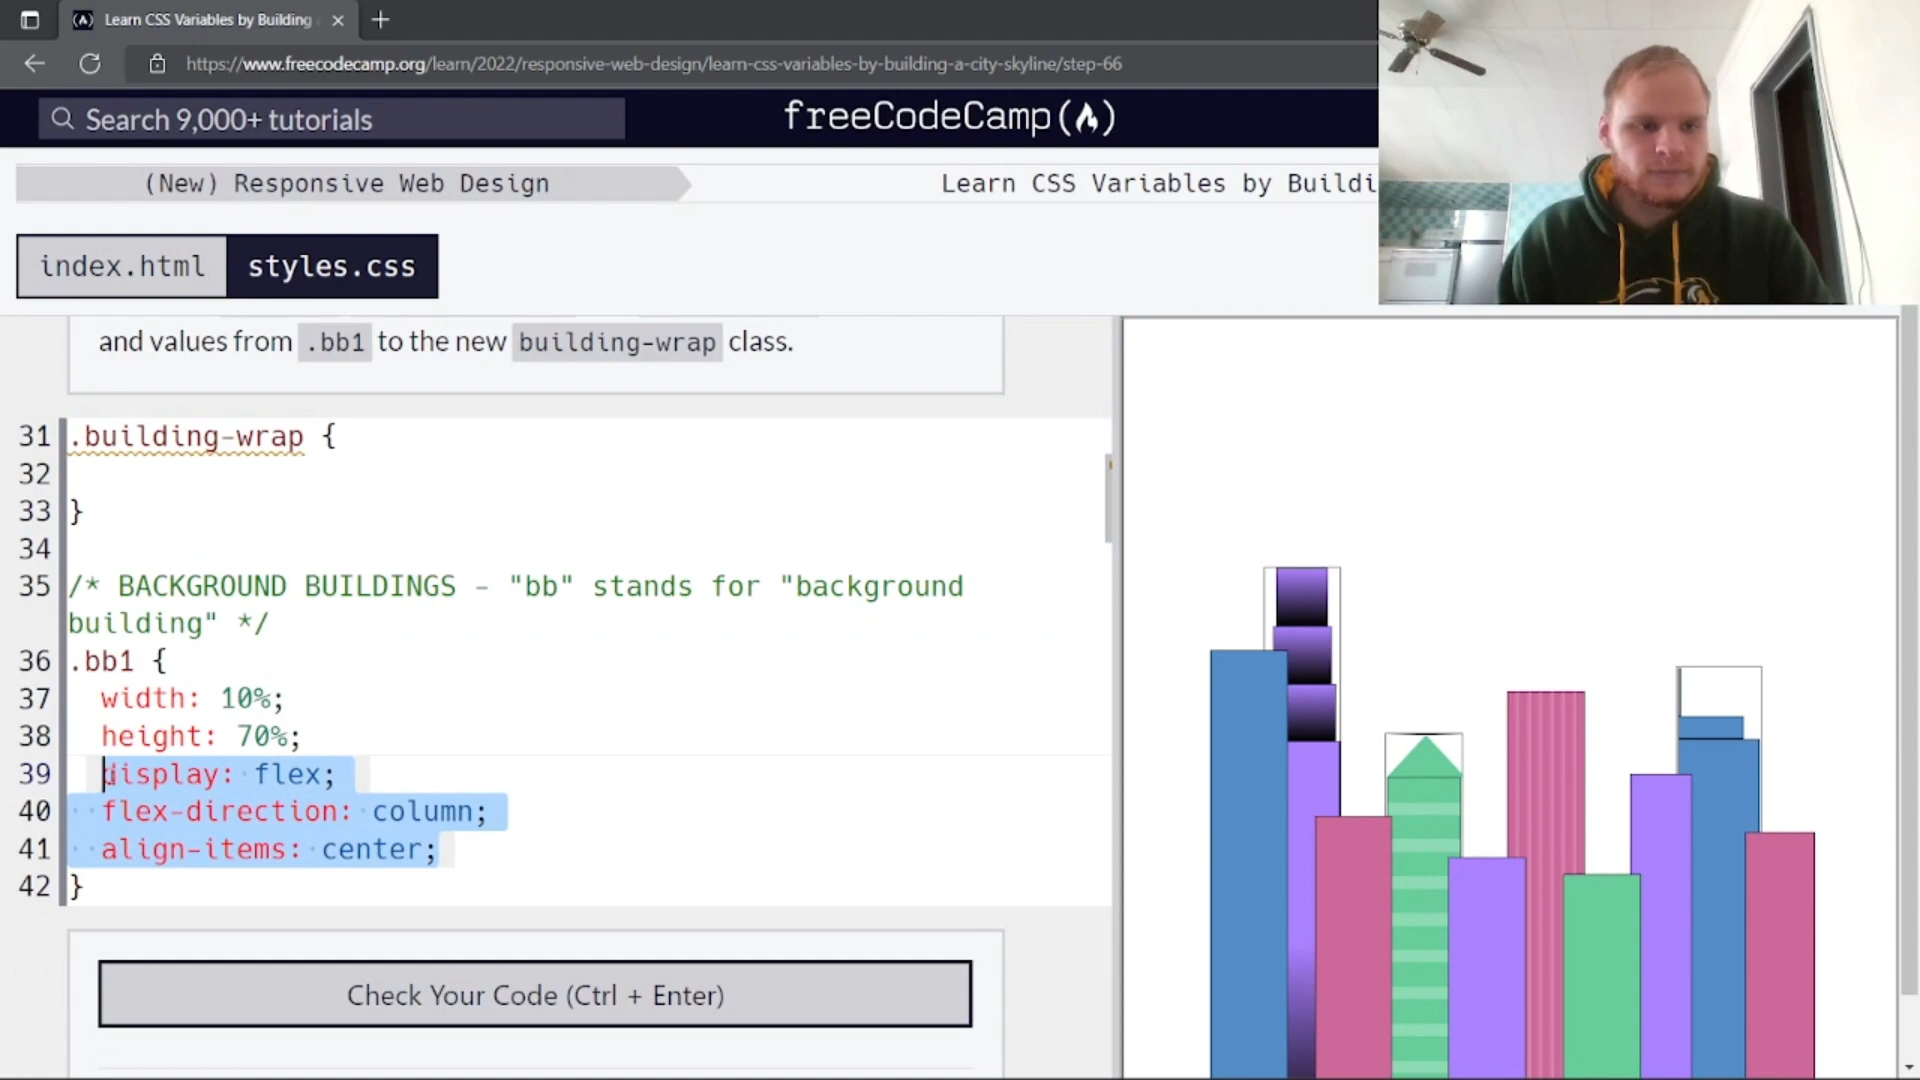 Learn CSS Variables by Building
https://www.freecodecamp.org/learn/2022/responsive-web-design/learn-css-variables-by-building-a-city-skyline/step-66
Search 9,000+ tutorials
freeCodeCamp
(New) Responsive Web Design
Learn CSS Variables by Buildi
index.html
styles.css
and values from .bb1 to the new building-wrap class.
31 .building-wrap {
32
33 }
34
35 /* BACKGROUND BUILDINGS - "bb" stands for "background
building" */
36 .bb1 {
37 width: 10%;
38 height: 70%;
39 display: flex;
40 flex-direction: column;
41 align-items: center;
42 }
Check Your Code (Ctrl + Enter)